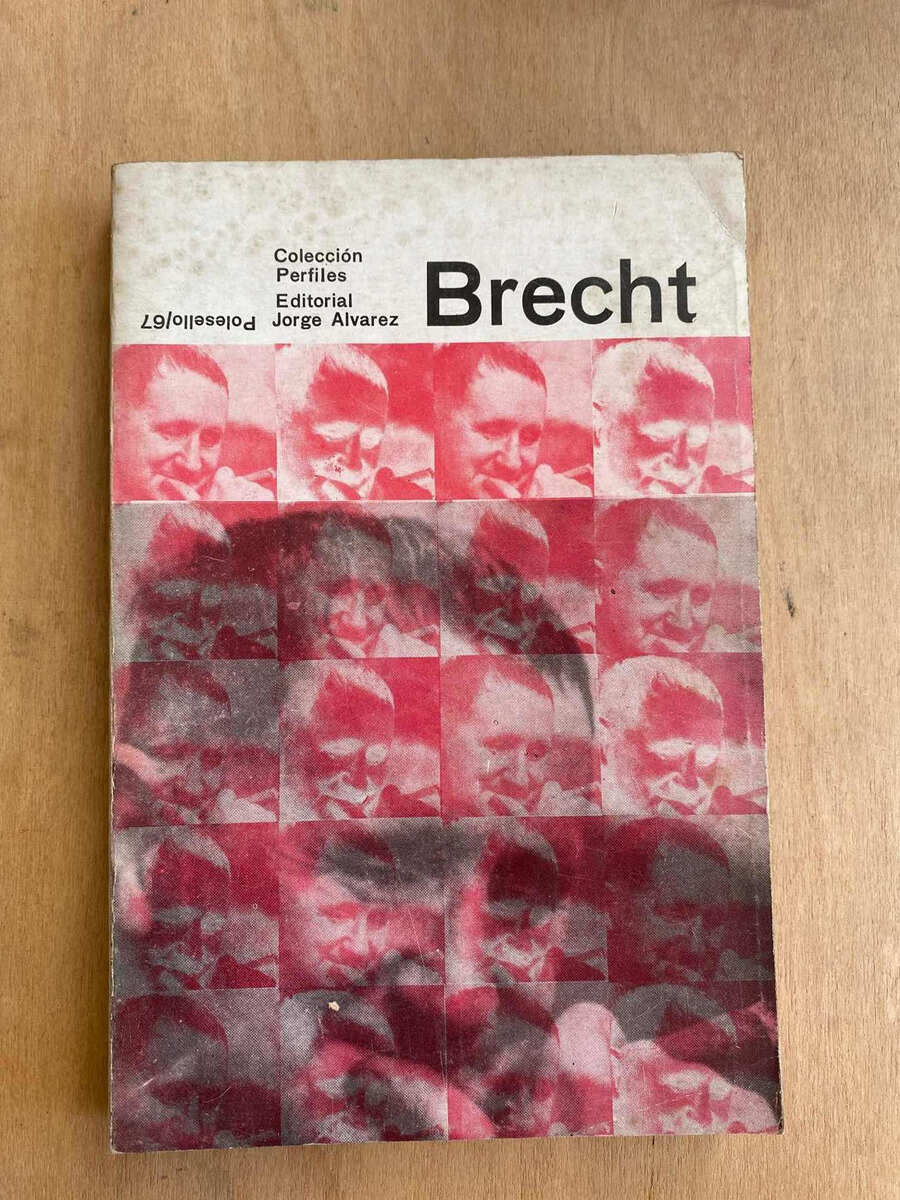 Colección
Perfiles
Editorial
Jorge Alvarez
Brecht
Polesello/67